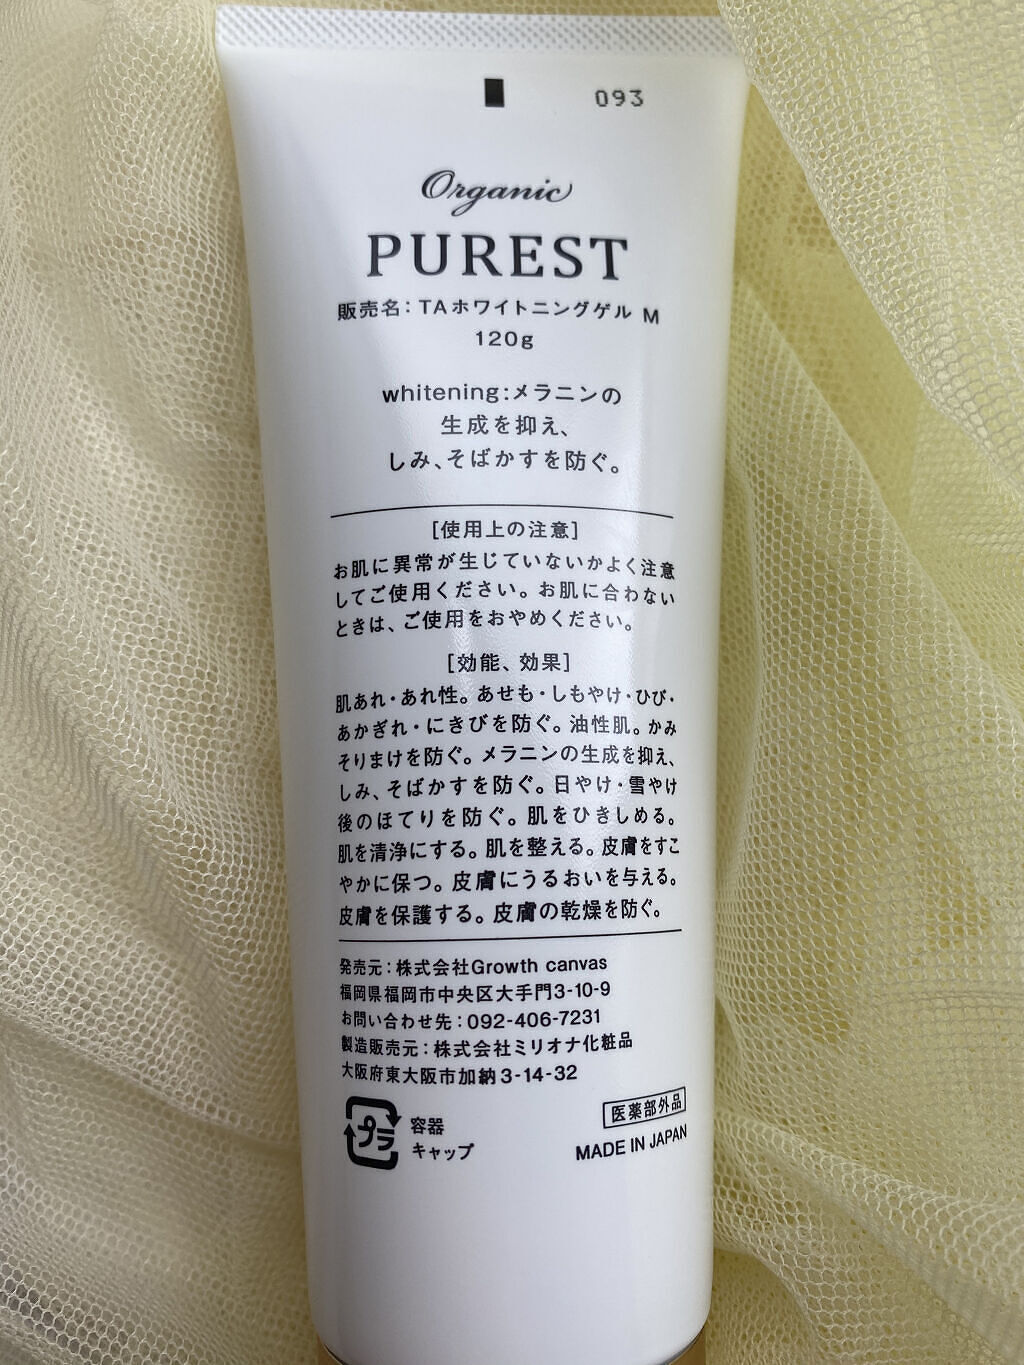 093
Organic
PUREST
販売名：TAホワイトニングゲル M
120g
whitening：メラニンの
生成を抑え、
しみ、そばかすを防ぐ。
［使用上の注意］
お肌に異常が生じていないかよく注意
してご使用ください。お肌に合わない
ときは、ご使用をおやめください。
［効能、効果］
肌あれ・あれ性。あせも・しもやけ・ひび・
あかぎれ・にきびを防ぐ。油性肌。かみ
そりまけを防ぐ。メラニンの生成を抑え、
しみ、そばかすを防ぐ。日やけ・雪やけ
後のほてりを防ぐ。肌をひきしめる。
肌を清浄にする。肌を整える。皮膚をすこ
やかに保つ。皮膚にうるおいを与える。
皮膚を保護する。皮膚の乾燥を防ぐ。
発売元：株式会社Growth canvas
福岡県福岡市中央区大手門3-10-9
お問い合わせ先：092-406-7231
製造販売元：株式会社ミリオナ化粧品
大阪府東大阪市加納3-14-32
プラ
容器
キャップ
医薬部外品
MADE IN JAPAN